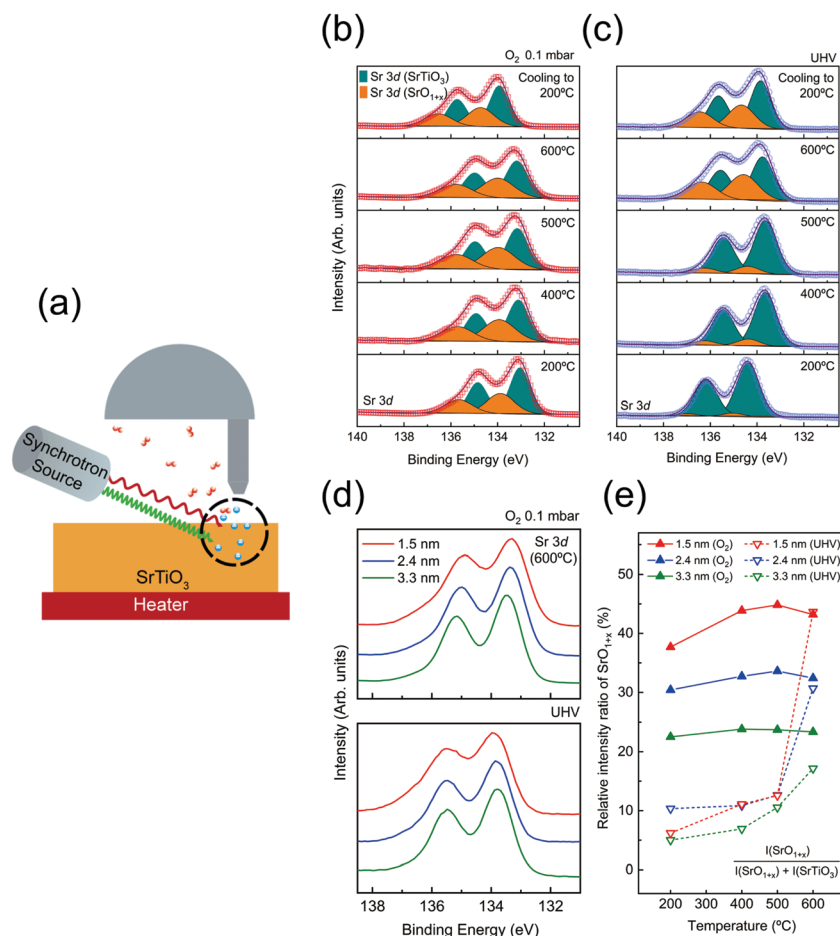 (a)
Synchrotron
Source
SrTiO3
Heater
(b)
O2 0.1 mbar
Sr 3d (SrTiO3)
Sr 3d (SrO1+x)
Cooling to
200ºC
600ºC
500ºC
400ºC
200ºC
Sr 3d
Intensity (Arb. units)
140 138 136 134 132
Binding Energy (eV)
(c)
UHV
Cooling to
200ºC
600ºC
500ºC
400ºC
200ºC
Sr 3d
140 138 136 134 132
Binding Energy (eV)
(d)
O2 0.1 mbar
Sr 3d
(600ºC)
1.5 nm
2.4 nm
3.3 nm
UHV
Intensity (Arb. units)
138 136 134 132
Binding Energy (eV)
(e)
1.5 nm (O2) 1.5 nm (UHV)
2.4 nm (O2) 2.4 nm (UHV)
3.3 nm (O2) 3.3 nm (UHV)
Relative intensity ratio of SrO1+x (%)
50
45
35
25
15
10
5
0
I(SrO1+x)
I(SrO1+x) + I(SrTiO3)
200 300 400 500 600
Temperature (ºC)